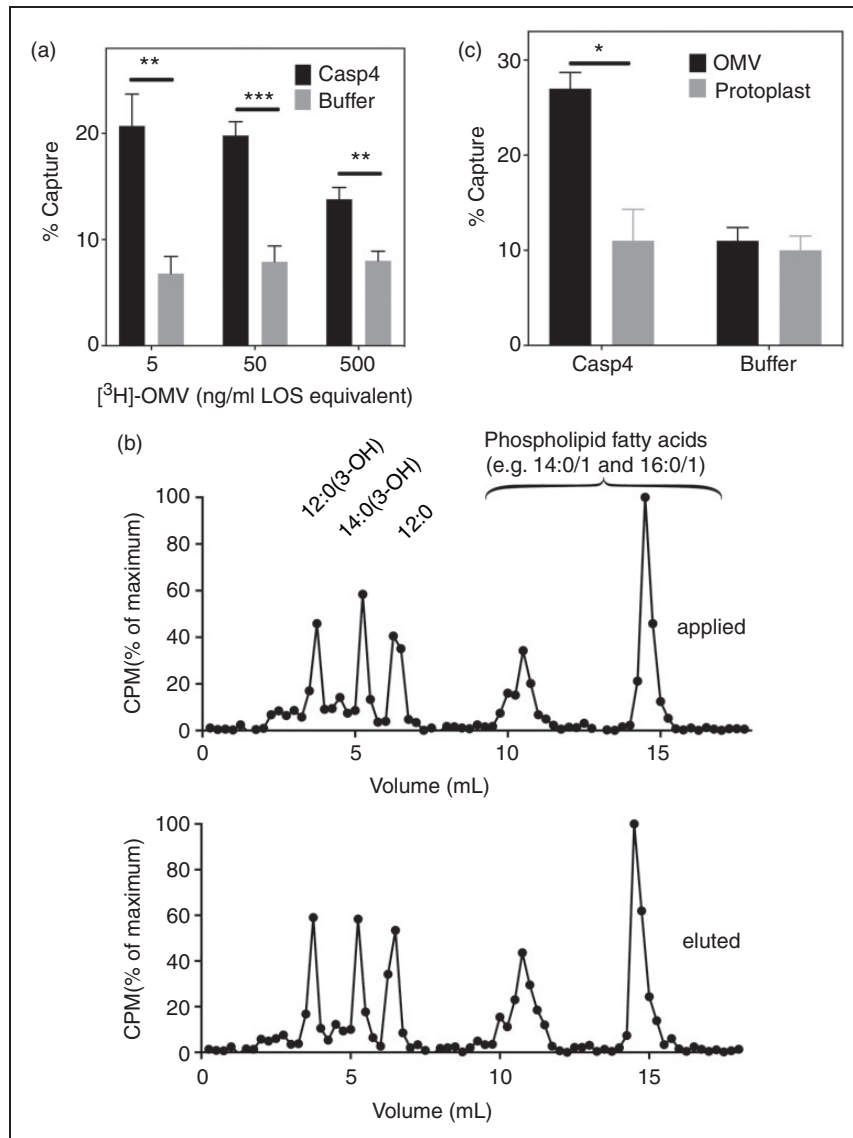 (a)
**
***
**
Casp4
Buffer
% Capture
20
10
0
5 50 500
[³H]-OMV (ng/ml LOS equivalent)
(c)
*
OMV
Protoplast
% Capture
30
20
10
0
Casp4 Buffer
(b)
12:0(3-OH)
14:0(3-OH)
12:0
Phospholipid fatty acids
(e.g. 14:0/1 and 16:0/1)
CPM(% of maximum)
100
80
60
40
20
0
applied
0 5 10 15
Volume (mL)
CPM(% of maximum)
100
80
60
40
20
0
eluted
0 5 10 15
Volume (mL)